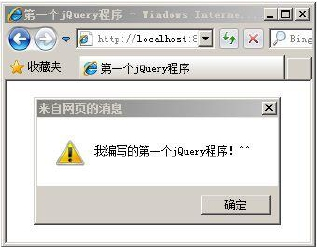 第一个jQuery程序 - Windows Interne...
http://localhost:8
Bing
收藏夹
第一个jQuery程序
来自网页的消息
我编写的第一个jQuery程序！^^
确定